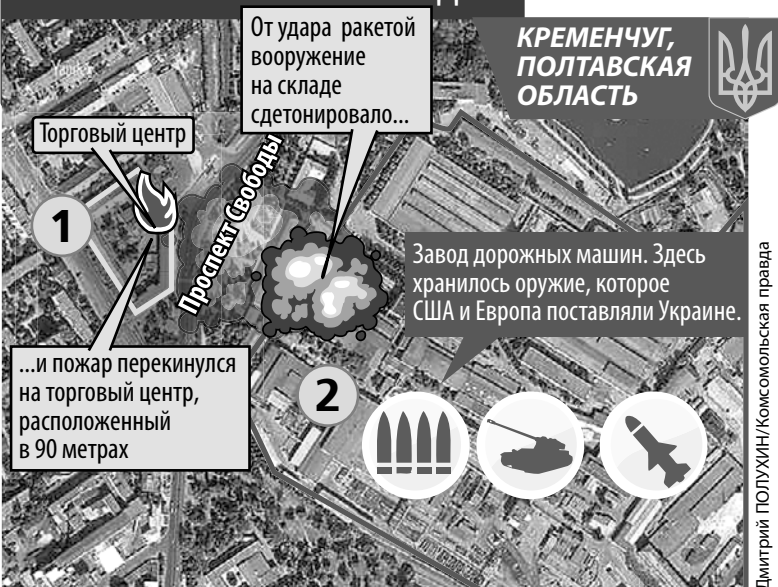 КРЕМЕНЧУГ,
ПОЛТАВСКАЯ
ОБЛАСТЬ
От удара ракетой
вооружение
на складе
сдетонировало...
Торговый центр
1
Проспект Свободы
Завод дорожных машин. Здесь
хранилось оружие, которое
США и Европа поставляли Украине.
...и пожар перекинулся
на торговый центр,
расположенный
в 90 метрах
2
Дмитрий ПОЛУХИН/Комсомольская правда